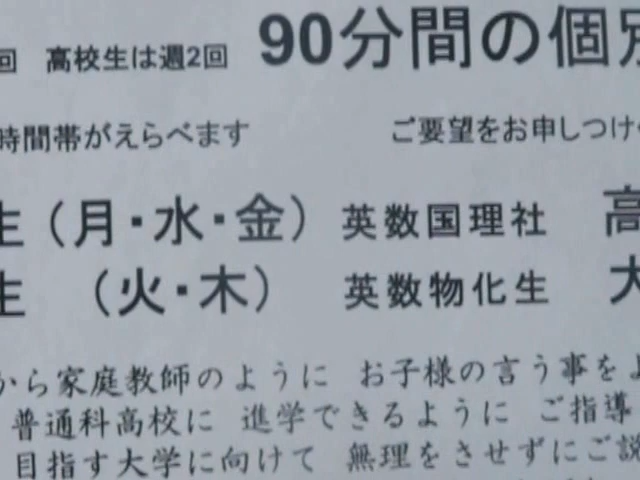 回 高校生は週2回 90分間の個別
時間帯がえらべます ご要望をお申しつけ
生（月・水・金） 英数国理社 高
生 （火・木） 英数物化生 大
から家庭教師のように お子様の言う事を
普通科高校に 進学できるように ご指導
目指す大学に向けて 無理をさせずにご説